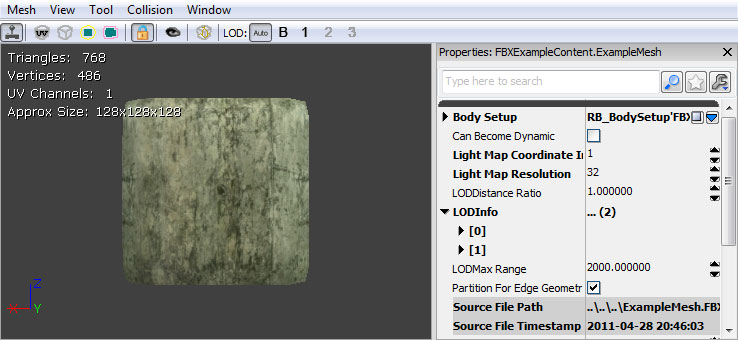 Mesh View Tool Collision Window
LOD: Auto B 1 2 3
Triangles: 768
Vertices: 486
UV Channels: 1
Approx Size: 128x128x128
Z
X
Y
Properties: FBXExampleContent.ExampleMesh
Type here to search
Body Setup RB_BodySetup'FBX
Can Become Dynamic
Light Map Coordinate I 1
Light Map Resolution 32
LODDistance Ratio 1.000000
LODInfo ... (2)
[0]
[1]
LODMax Range 2000.000000
Partition For Edge Geometr
Source File Path ..\..\..\ExampleMesh.FBX
Source File Timestamp 2011-04-28 20:46:03